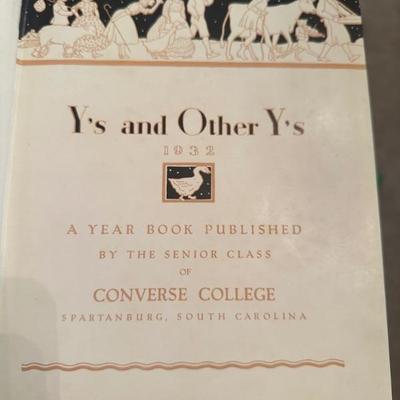 Y's and Other Y's
1932
A YEAR BOOK PUBLISHED
BY THE SENIOR CLASS
OF
CONVERSE COLLEGE
SPARTANBURG, SOUTH CAROLINA